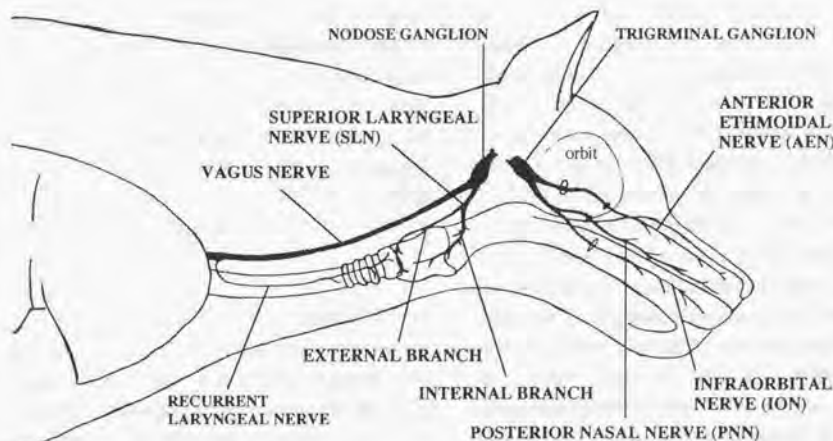 NODOSE GANGLION
TRIGRMINAL GANGLION
SUPERIOR LARYNGEAL
NERVE (SLN)
ANTERIOR
ETHMOIDAL
NERVE (AEN)
orbit
VAGUS NERVE
EXTERNAL BRANCH
INTERNAL BRANCH
RECURRENT
LARYNGEAL NERVE
INFRAORBITAL
NERVE (ION)
POSTERIOR NASAL NERVE (PNN)